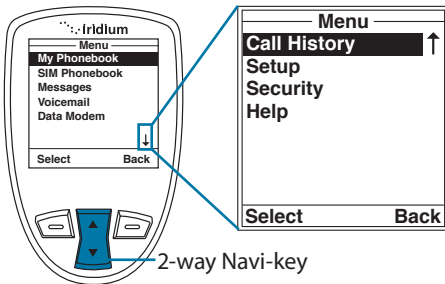 iridium
Menu
My Phonebook
SIM Phonebook
Messages
Voicemail
Data Modem
↓
Select Back
Menu
Call History ↑
Setup
Security
Help
Select Back
2-way Navi-key